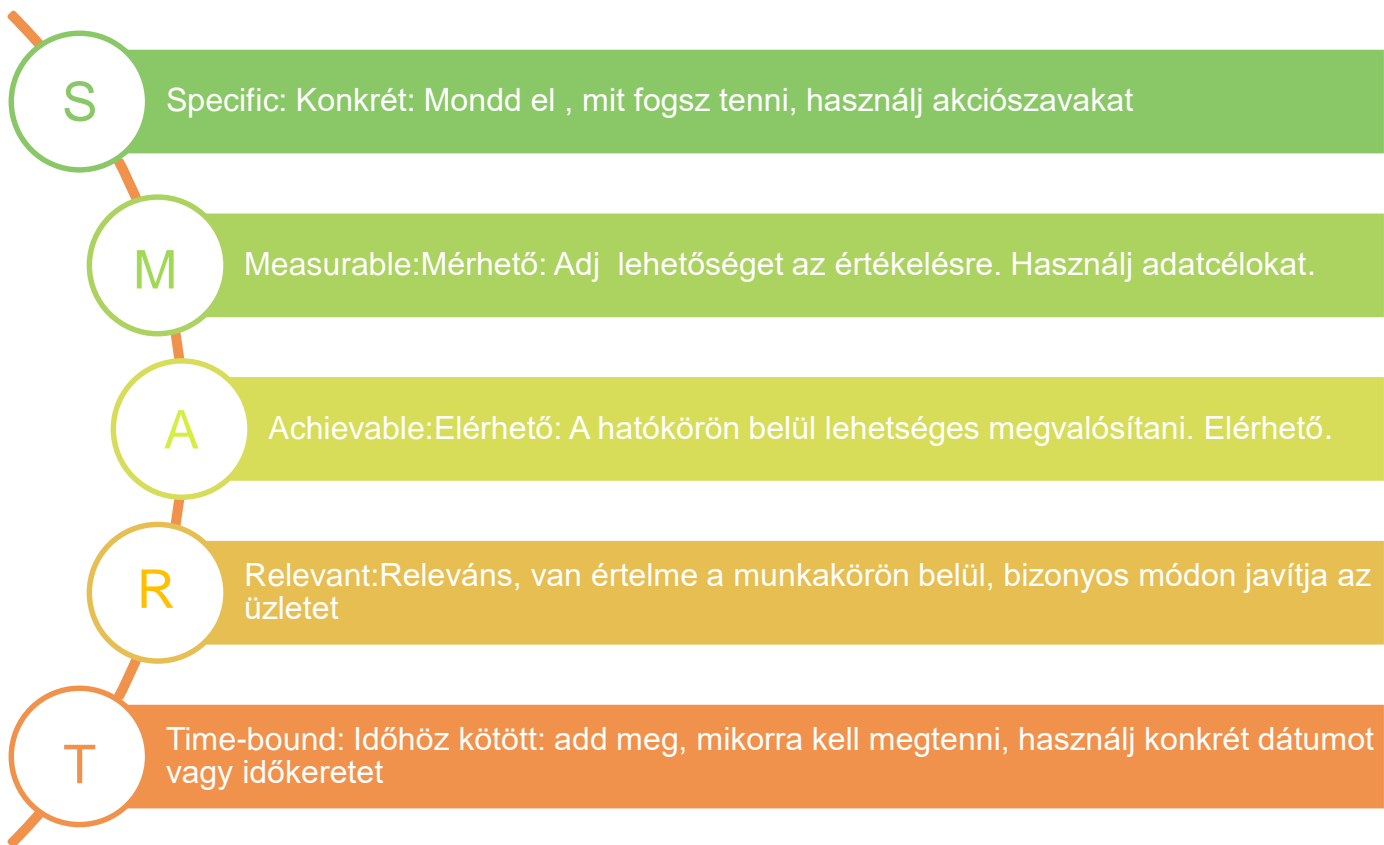 S
Specific: Konkrét: Mondd el , mit fogsz tenni, használj akciószavakat
M
Measurable:Mérhető: Adj  lehetőséget az értékelésre. Használj adatcélokat.
A
Achievable:Elérhető: A hatókörön belül lehetséges megvalósítani. Elérhető.
R
Relevant:Releváns, van értelme a munkakörön belül, bizonyos módon javítja az
üzletet
T
Time-bound: Időhöz kötött: add meg, mikorra kell megtenni, használj konkrét dátumot
vagy időkeretet